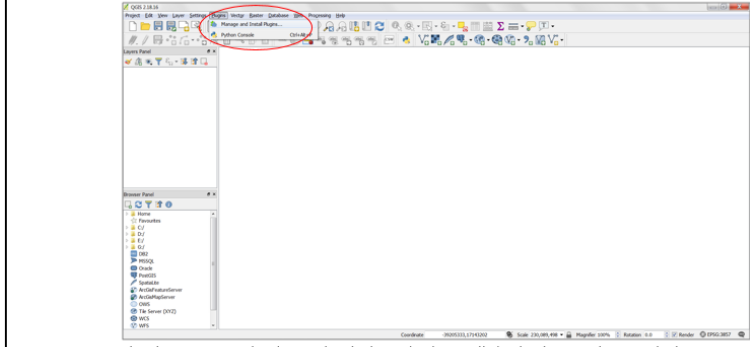 QGIS 2.18.16
Project Edit View Layer Settings Plugins Vector Raster Database Web Processing Help
Manage and Install Plugins...
Python Console Ctrl+Alt+
Layers Panel
Browser Panel
Home
Favourites
C:/
D:/
E:/
G:/
DB2
MSSQL
Oracle
PostGIS
SpatiaLite
ArcGisFeatureServer
ArcGisMapServer
OWS
Tile Server (XYZ)
WCS
WFS
Coordinate Scale Magnifier 100% Rotation 0.0 Render EPSG:3857